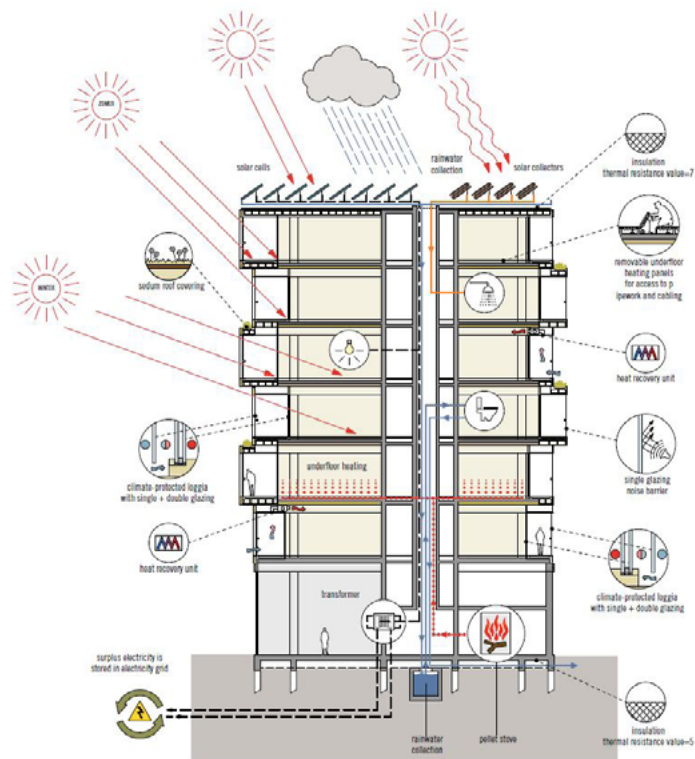 ZOMER
solar cells
rainwater
collection
solar collectors
insulation
thermal resistance value=7
removable underfloor
heating panels
for access to p
ipework and cabling
sedum roof covering
WINTER
heat recovery unit
underfloor heating
climate-protected loggia
with single + double glazing
single glazing
noise barrier
heat recovery unit
climate-protected loggia
with single + double glazing
transformer
surplus electricity is
stored in electricity grid
rainwater
collection
pellet stove
insulation
thermal resistance value=5